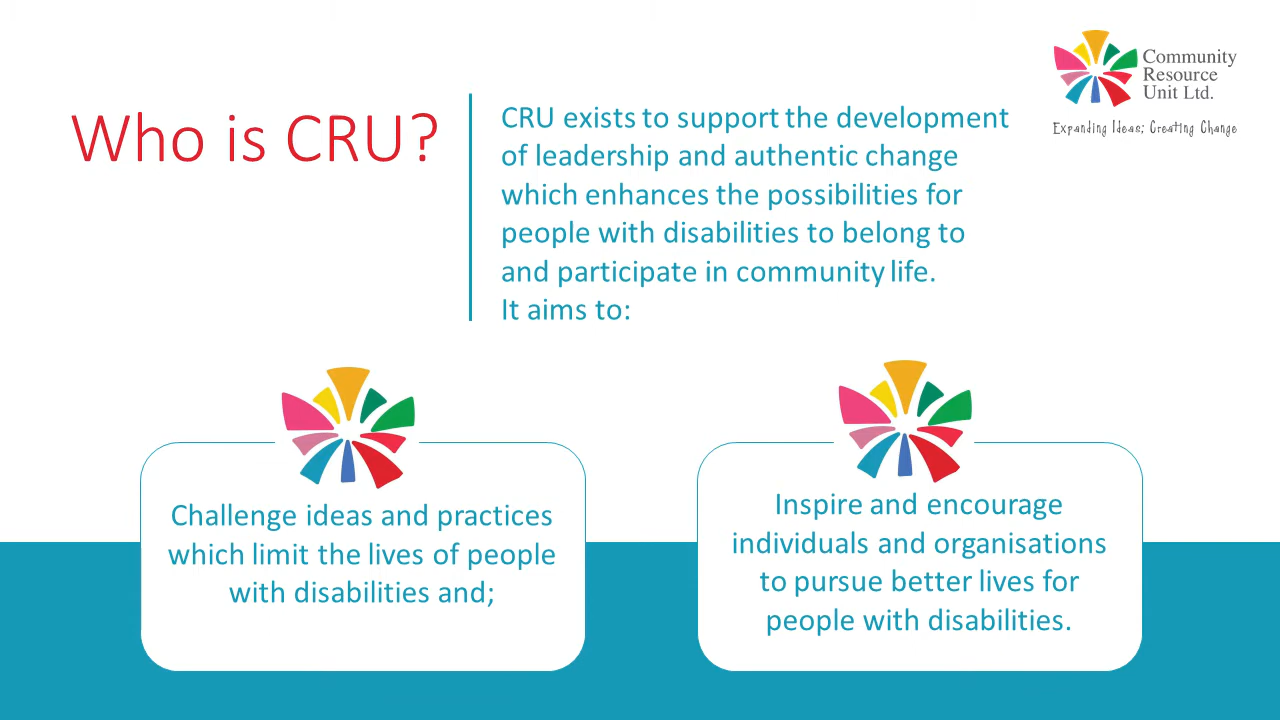 Community
Resource
Unit Ltd.
Expanding Ideas; Creating Change
Who is CRU?
CRU exists to support the development
of leadership and authentic change
which enhances the possibilities for
people with disabilities to belong to
and participate in community life.
It aims to:
Challenge ideas and practices
which limit the lives of people
with disabilities and;
Inspire and encourage
individuals and organisations
to pursue better lives for
people with disabilities.